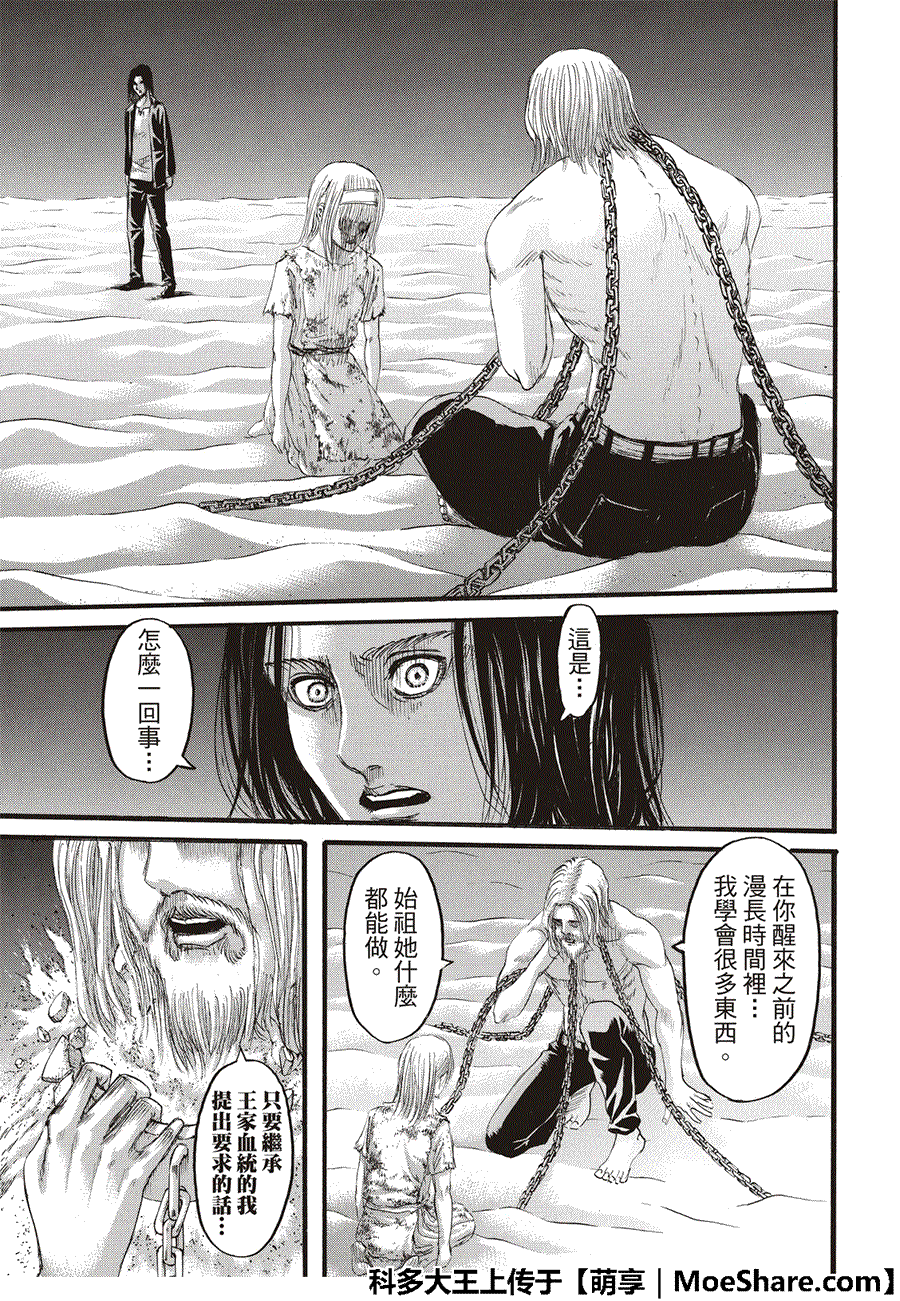 這是…
怎麼一回事…
在你醒來之前的
漫長時間裡…
我學會很多東西。
始祖她什麼
都能做。
只要繼承
王家血統的我
提出要求的話…
科多大王上传于【萌享｜MoeShare.com】